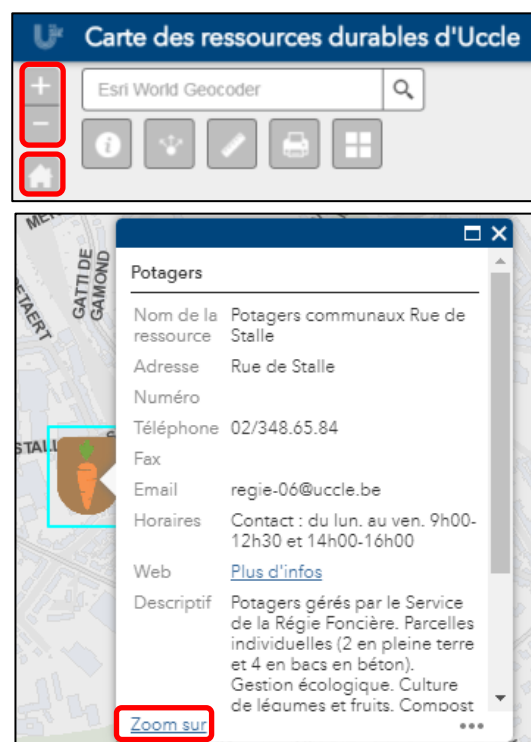 Carte des ressources durables d'Uccle
+
Esri World Geocoder
−
i
GATTI DE
GAMOND
STALL
Potagers
Nom de la ressource Potagers communaux Rue de Stalle
Adresse Rue de Stalle
Numéro
Téléphone 02/348.65.84
Fax
Email regie-06@uccle.be
Horaires Contact : du lun. au ven. 9h00-
12h30 et 14h00-16h00
Web Plus d'infos
Descriptif Potagers gérés par le Service
de la Régie Foncière. Parcelles
individuelles (2 en pleine terre
et 4 en bacs en béton).
Gestion écologique. Culture
de légumes et fruits. Compost
Zoom sur